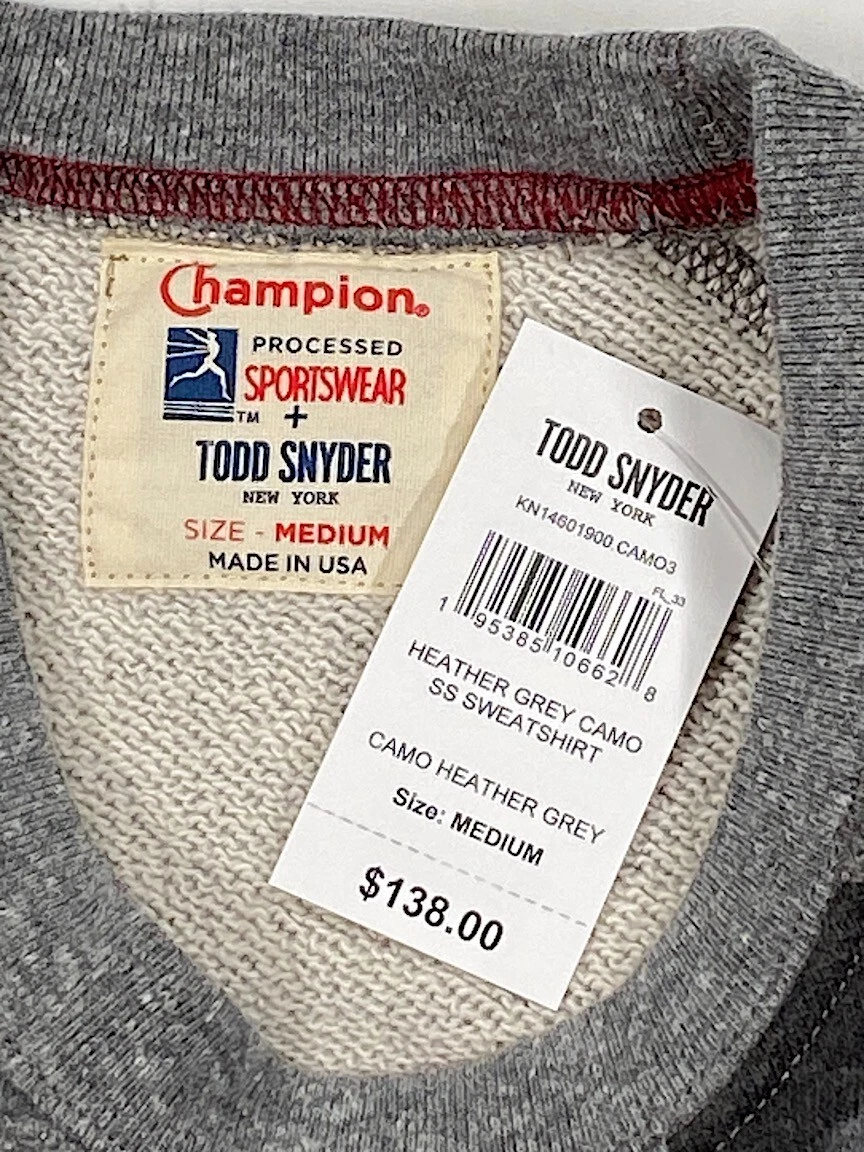 Champion®
PROCESSED
SPORTSWEAR
TM +
TODD SNYDER
NEW YORK
SIZE - MEDIUM
MADE IN USA
TODD SNYDER
NEW YORK
KN14601900.CAMO3
FL_33
1 95385 10662 8
HEATHER GREY CAMO
SS SWEATSHIRT
CAMO HEATHER GREY
Size: MEDIUM
$138.00